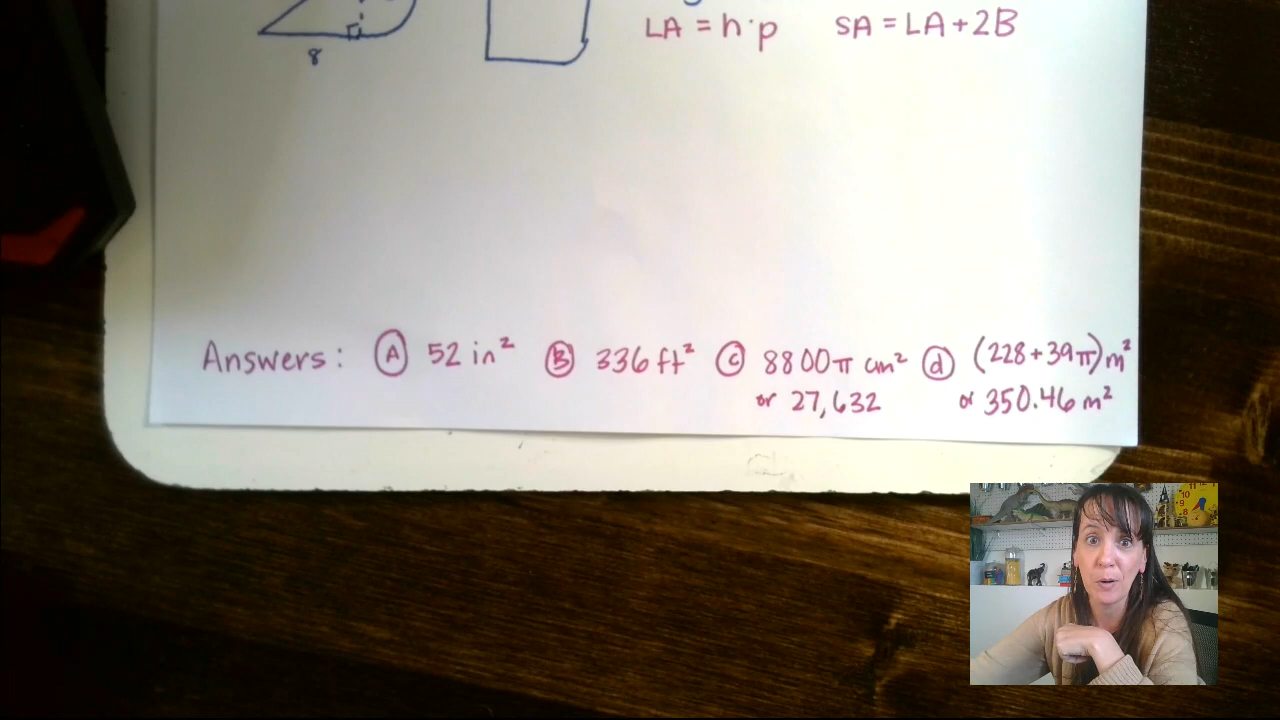 LA = h·p SA = LA + 2B
8
Answers: Ⓐ 52 in² Ⓑ 336 ft² Ⓒ 8800π cm² ⓓ (228 + 39π) m²
or 27,632 or 350.46 m²